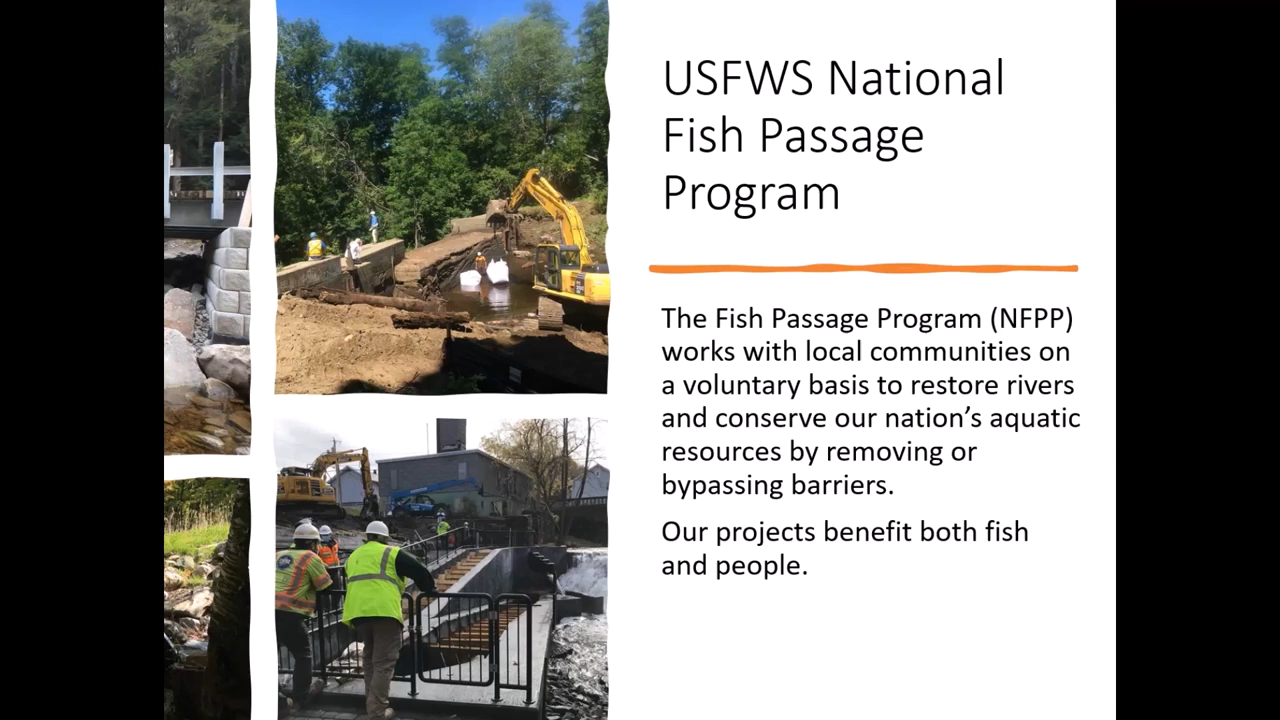 USFWS National
Fish Passage
Program
The Fish Passage Program (NFPP)
works with local communities on
a voluntary basis to restore rivers
and conserve our nation’s aquatic
resources by removing or
bypassing barriers.
Our projects benefit both fish
and people.